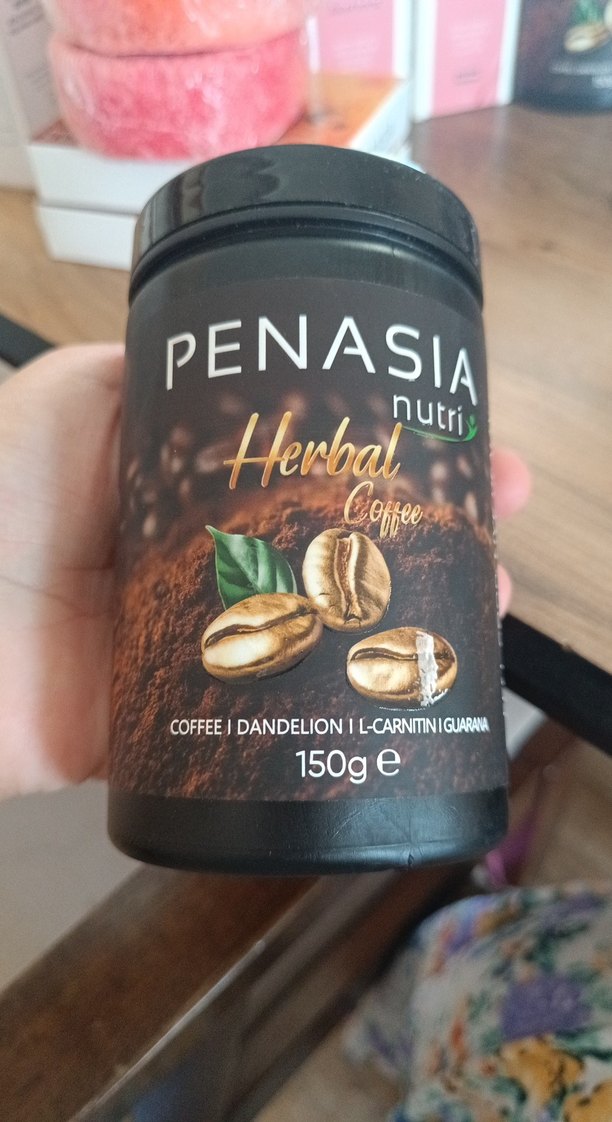 PENASIA
nutri
Herbal
Coffee
COFFEE | DANDELION | L-CARNITIN | GUARANA
150g ℮